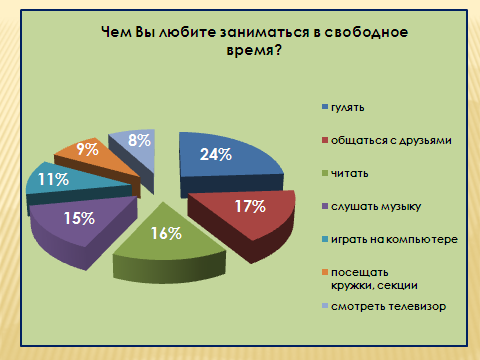 Чем Вы любите заниматься в свободное
время?
24%
17%
16%
15%
11%
9%
8%
гулять
общаться с друзьями
читать
слушать музыку
играть на компьютере
посещать
кружки, секции
смотреть телевизор